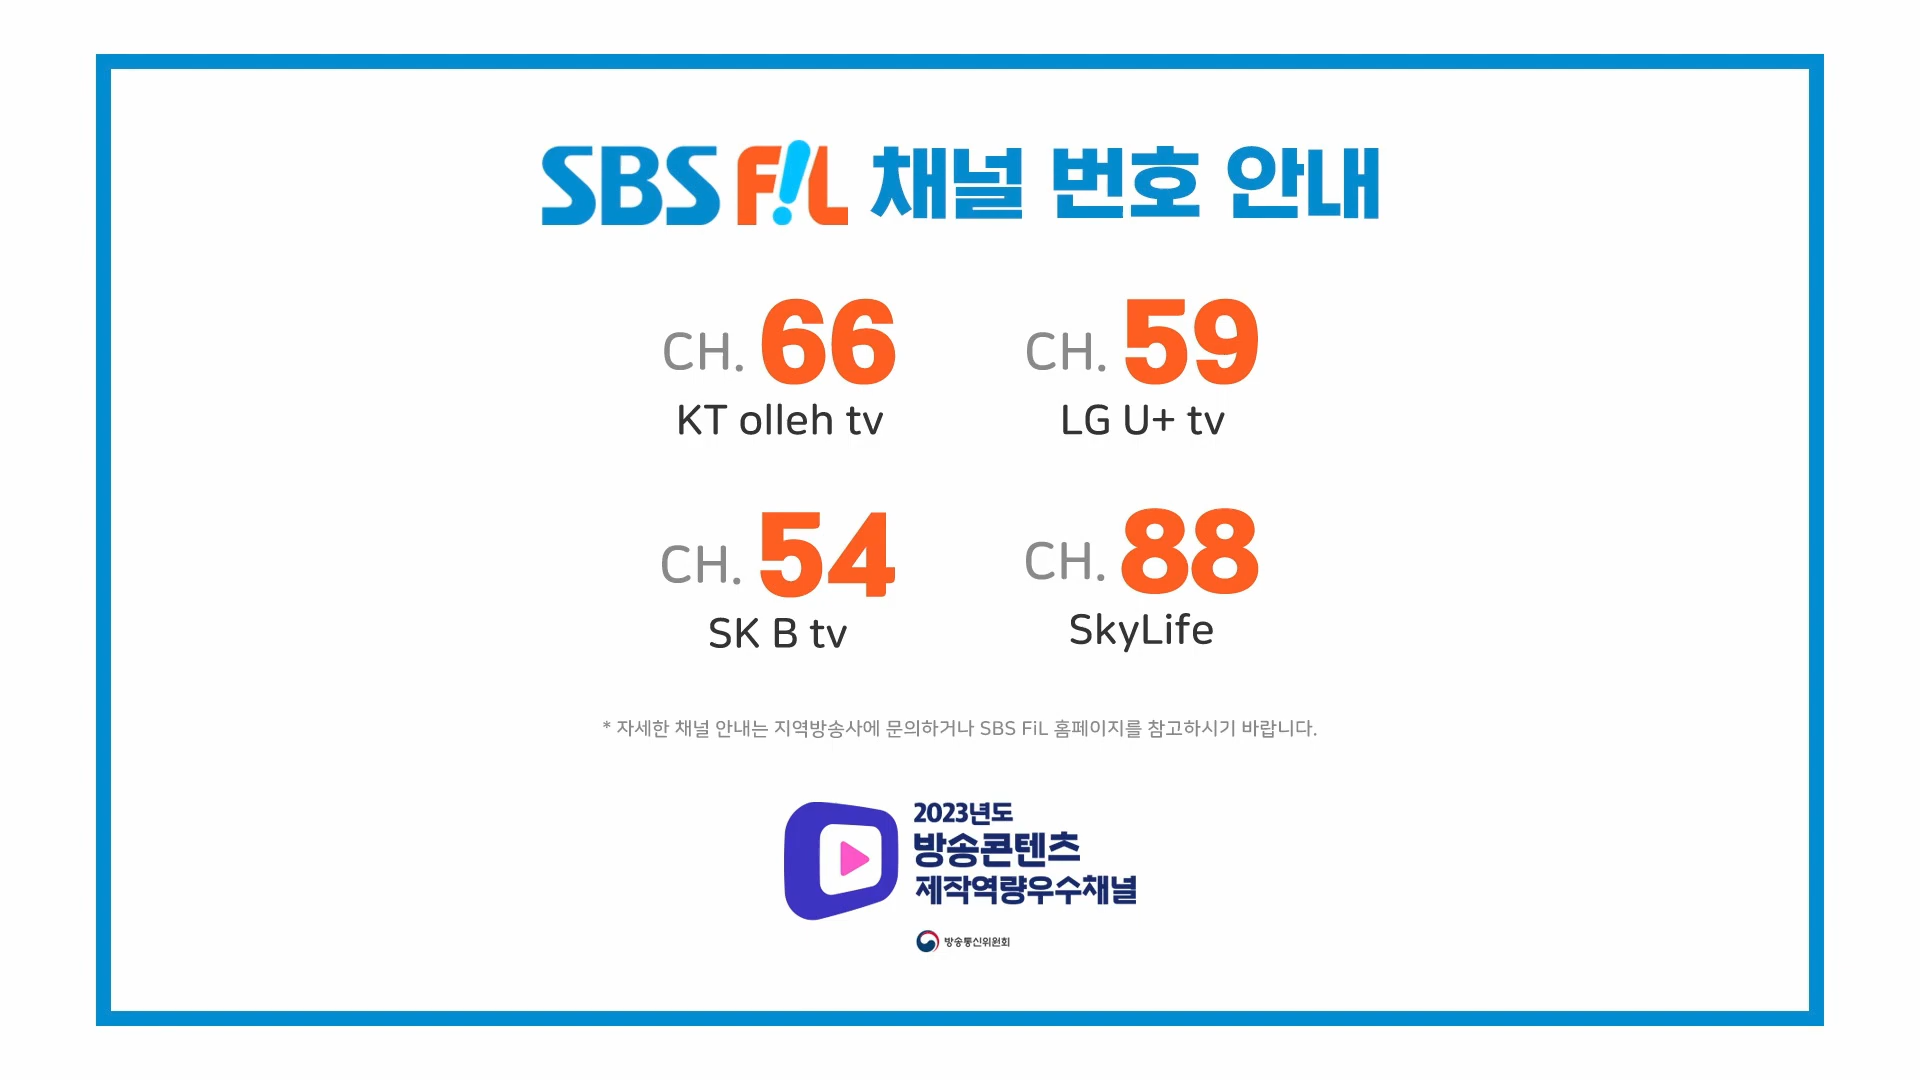 SBS F!L 채널 번호 안내
CH. 66
KT olleh tv
CH. 59
LG U+ tv
CH. 54
SK B tv
CH. 88
SkyLife
* 자세한 채널 안내는 지역방송사에 문의하거나 SBS FiL 홈페이지를 참고하시기 바랍니다.
2023년도
방송콘텐츠
제작역량우수채널
방송통신위원회